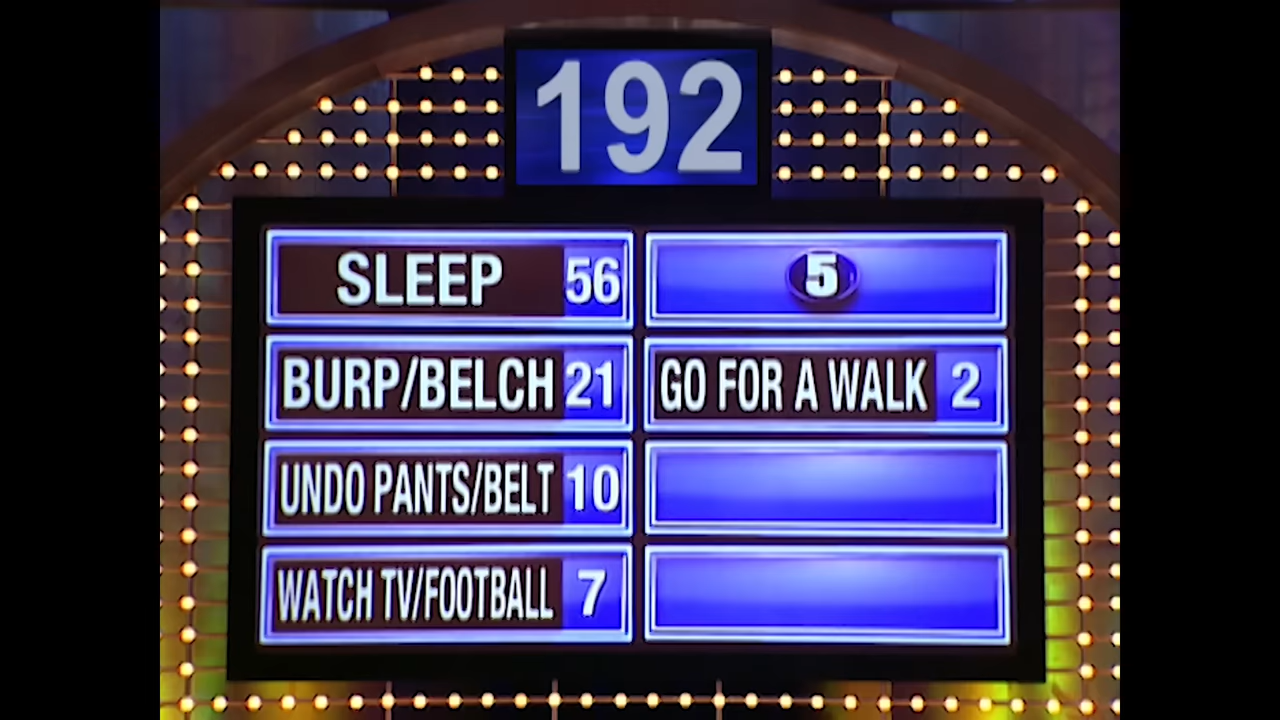 192
SLEEP 56
BURP/BELCH 21
UNDO PANTS/BELT 10
WATCH TV/FOOTBALL 7
5
GO FOR A WALK 2